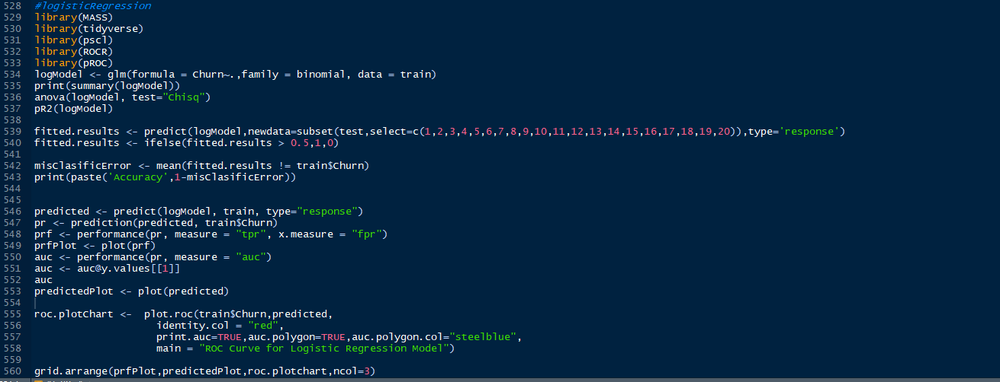 528 #logisticRegression
529 library(MASS)
530 library(tidyverse)
531 library(pscl)
532 library(ROCR)
533 library(pROC)
534 logModel <- glm(formula = Churn~.,family = binomial, data = train)
535 print(summary(logModel))
536 anova(logModel, test="Chisq")
537 pR2(logModel)
538
539 fitted.results <- predict(logModel,newdata=subset(test,select=c(1,2,3,4,5,6,7,8,9,10,11,12,13,14,15,16,17,18,19,20)),type='response')
540 fitted.results <- ifelse(fitted.results > 0.5,1,0)
541
542 misClasificError <- mean(fitted.results != train$Churn)
543 print(paste('Accuracy',1-misClasificError))
544
545
546 predicted <- predict(logModel, train, type="response")
547 pr <- prediction(predicted, train$Churn)
548 prf <- performance(pr, measure = "tpr", x.measure = "fpr")
549 prfPlot <- plot(prf)
550 auc <- performance(pr, measure = "auc")
551 auc <- auc@y.values[[1]]
552 auc
553 predictedPlot <- plot(predicted)
554
555 roc.plotChart <-  plot.roc(train$Churn,predicted,
556                     identity.col = "red",
557                     print.auc=TRUE,auc.polygon=TRUE,auc.polygon.col="steelblue",
558                     main = "ROC Curve for Logistic Regression Model")
559
560 grid.arrange(prfPlot,predictedPlot,roc.plotchart,ncol=3)